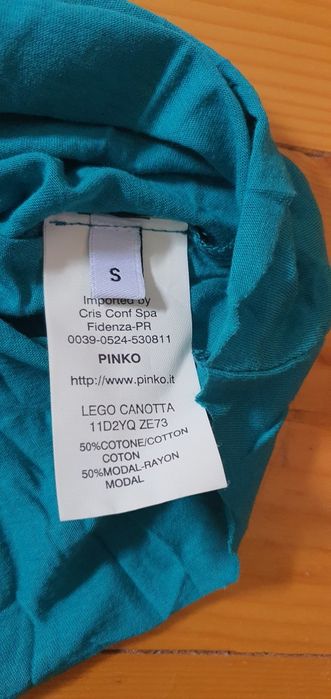 S
Imported by
Cris Conf Spa
Fidenza-PR
0039-0524-530811
PINKO
http://www.pinko.it
LEGO CANOTTA
11D2YQ ZE73
50%COTONE/COTTON
COTON
50%MODAL-RAYON
MODAL